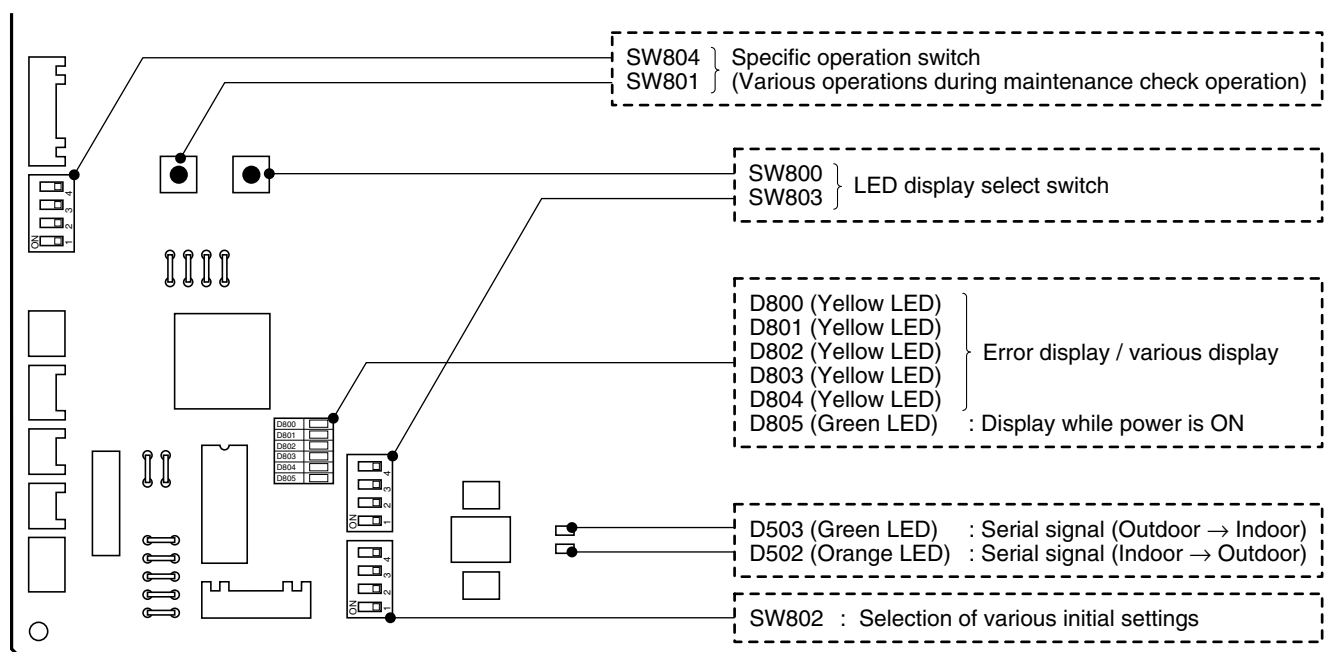 SW804
SW801
Specific operation switch
(Various operations during maintenance check operation)
SW800
SW803
LED display select switch
D800 (Yellow LED)
D801 (Yellow LED)
D802 (Yellow LED)
D803 (Yellow LED)
D804 (Yellow LED)
Error display / various display
D805 (Green LED) : Display while power is ON
D503 (Green LED) : Serial signal (Outdoor → Indoor)
D502 (Orange LED) : Serial signal (Indoor → Outdoor)
SW802 : Selection of various initial settings
4
3
2
1
ON
D800
D801
D802
D803
D804
D805
4
3
2
1
ON
4
3
2
1
ON